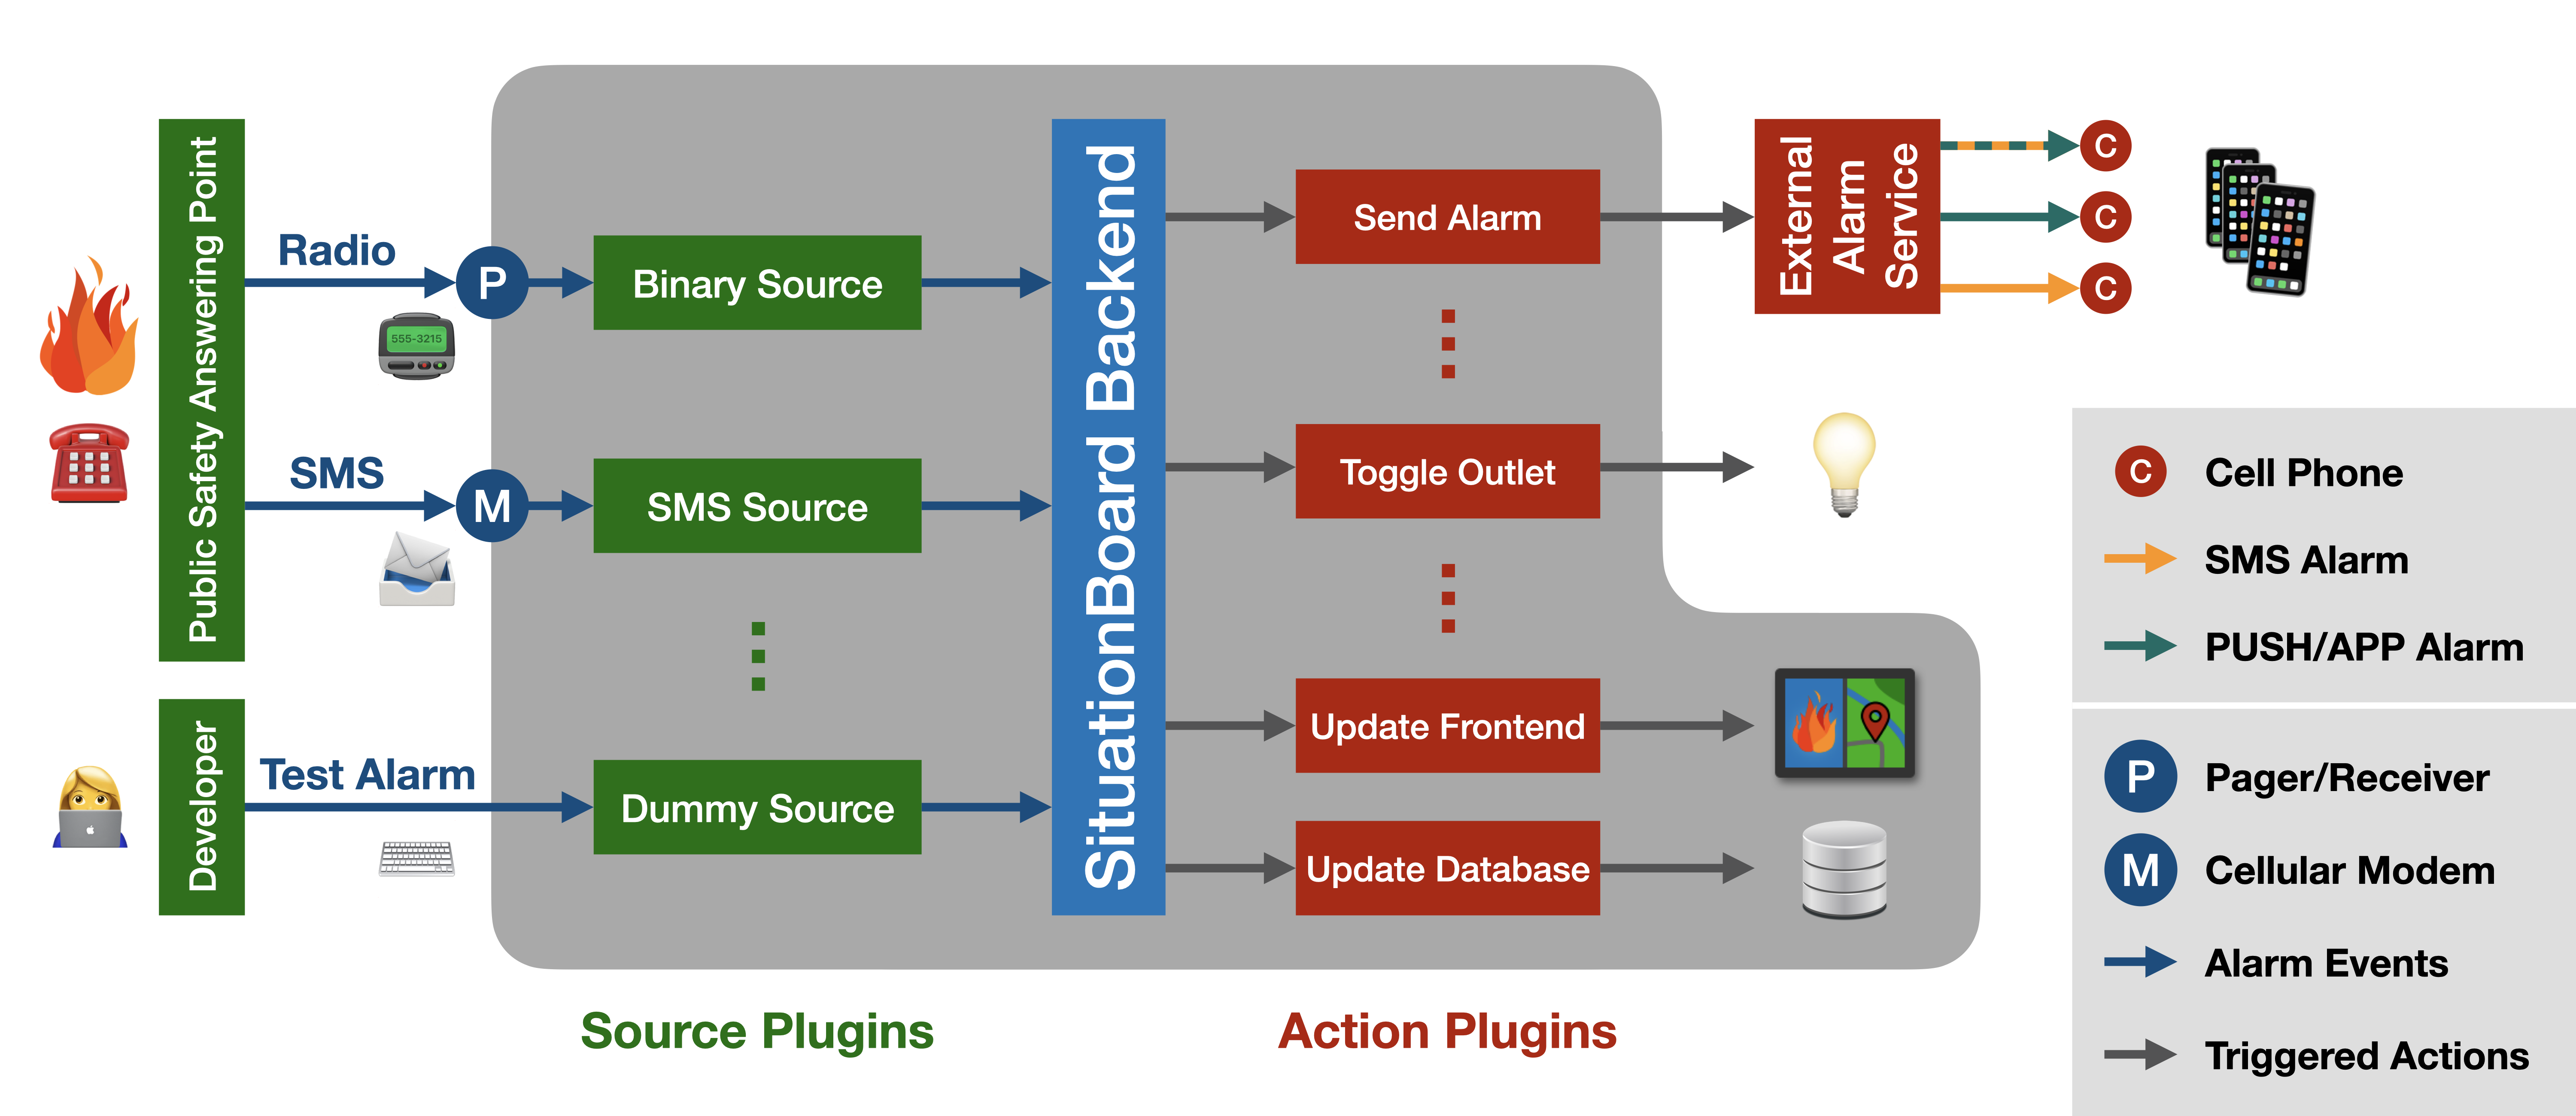 Public Safety Answering Point
Developer
Radio
P
555-3215
SMS
M
Test Alarm
Binary Source
SMS Source
Dummy Source
SituationBoard Backend
Send Alarm
Toggle Outlet
Update Frontend
Update Database
External
Alarm
Service
C
C
C
Source Plugins
Action Plugins
C Cell Phone
SMS Alarm
PUSH/APP Alarm
P Pager/Receiver
M Cellular Modem
Alarm Events
Triggered Actions